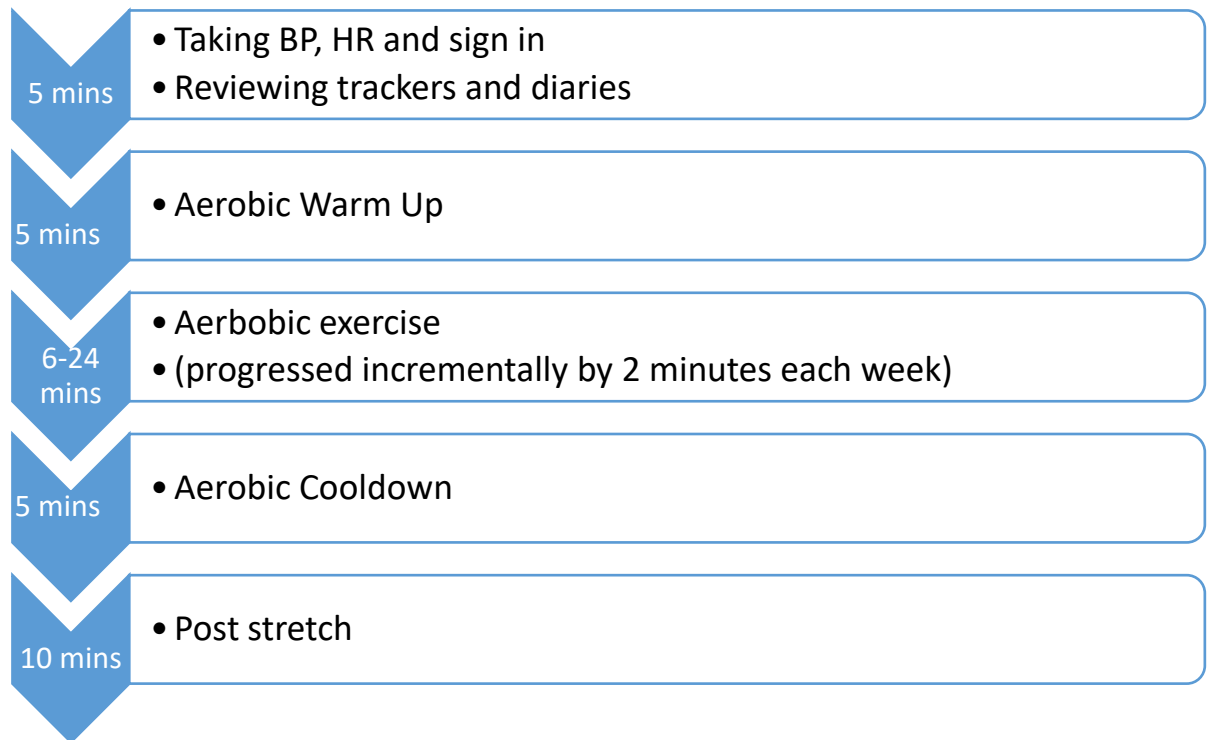 5 mins
• Taking BP, HR and sign in
• Reviewing trackers and diaries
5 mins
• Aerobic Warm Up
6-24
mins
• Aerbobic exercise
• (progressed incrementally by 2 minutes each week)
5 mins
• Aerobic Cooldown
10 mins
• Post stretch